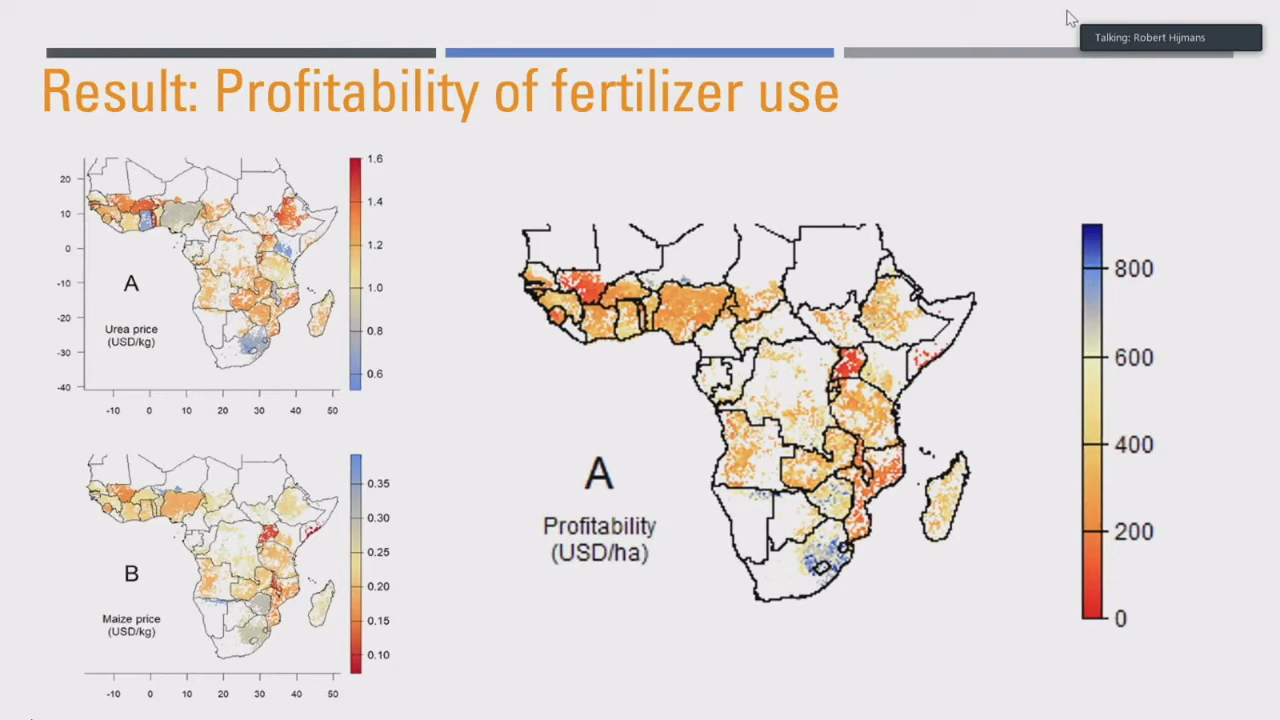 Talking: Robert Hijmans
Result: Profitability of fertilizer use
20
10
0
-10
-20
-30
-40
-10 0 10 20 30 40 50
A
Urea price
(USD/kg)
1.6
1.4
1.2
1.0
0.8
0.6
B
Maize price
(USD/kg)
0.35
0.30
0.25
0.20
0.15
0.10
-10 0 10 20 30 40 50
A
Profitability
(USD/ha)
800
600
400
200
0